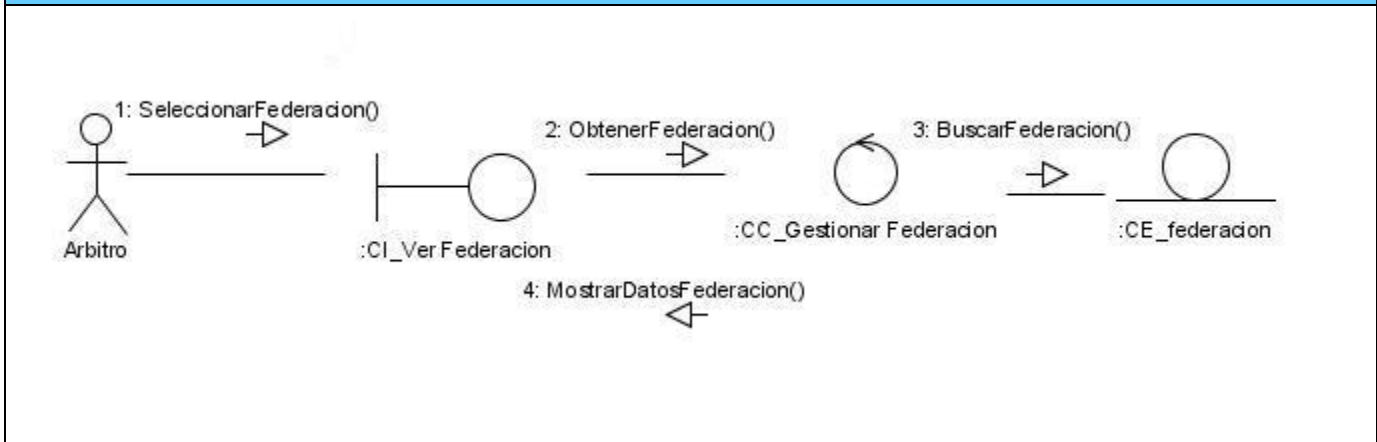 1: SeleccionarFederacion()
2: ObtenerFederacion()
3: BuscarFederacion()
Arbitro
:CI_Ver Federacion
:CC_Gestionar Federacion
:CE_federacion
4: MostrarDatosFederacion()